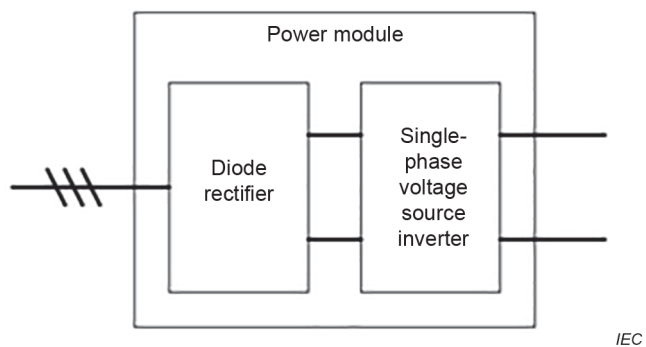 Power module
Diode
rectifier
Single-
phase
voltage
source
inverter
IEC